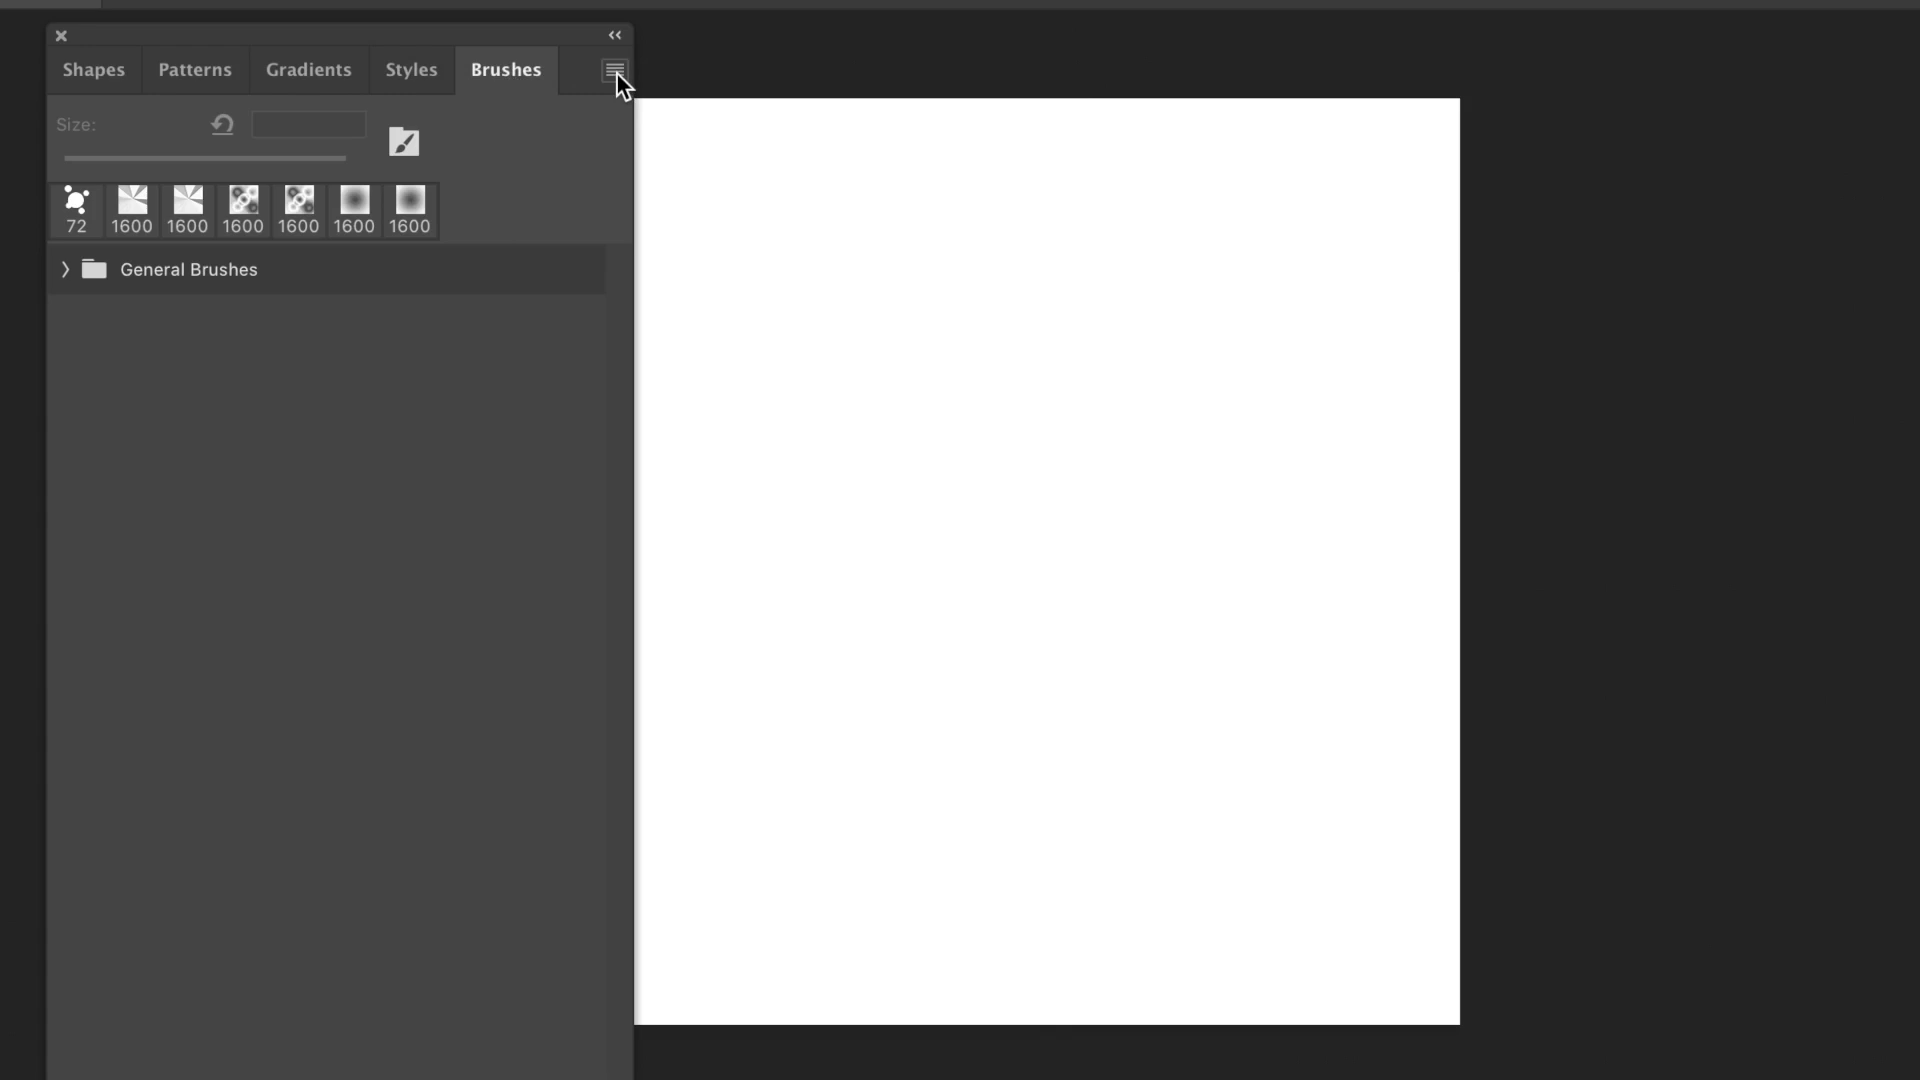 Shapes Patterns Gradients Styles Brushes
Size:
72 1600 1600 1600 1600 1600 1600
General Brushes